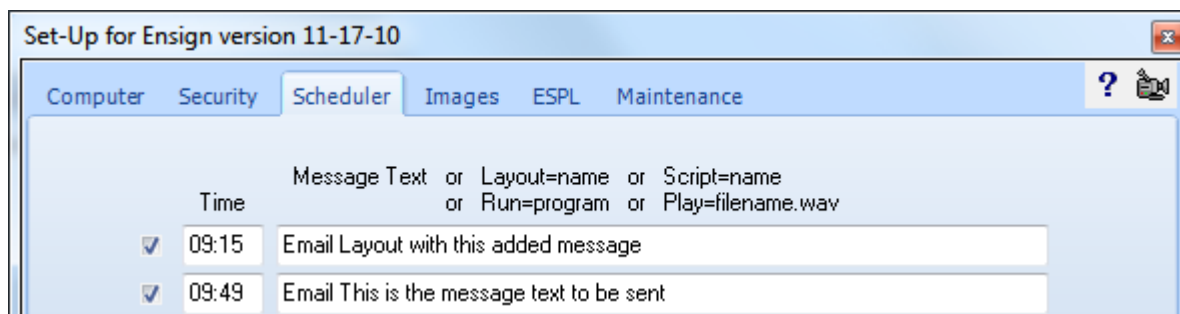 Set-Up for Ensign version 11-17-10
Computer Security Scheduler Images ESPL Maintenance ?
Message Text or Layout=name or Script=name
Time or Run=program or Play=filename.wav
09:15 Email Layout with this added message
09:49 Email This is the message text to be sent